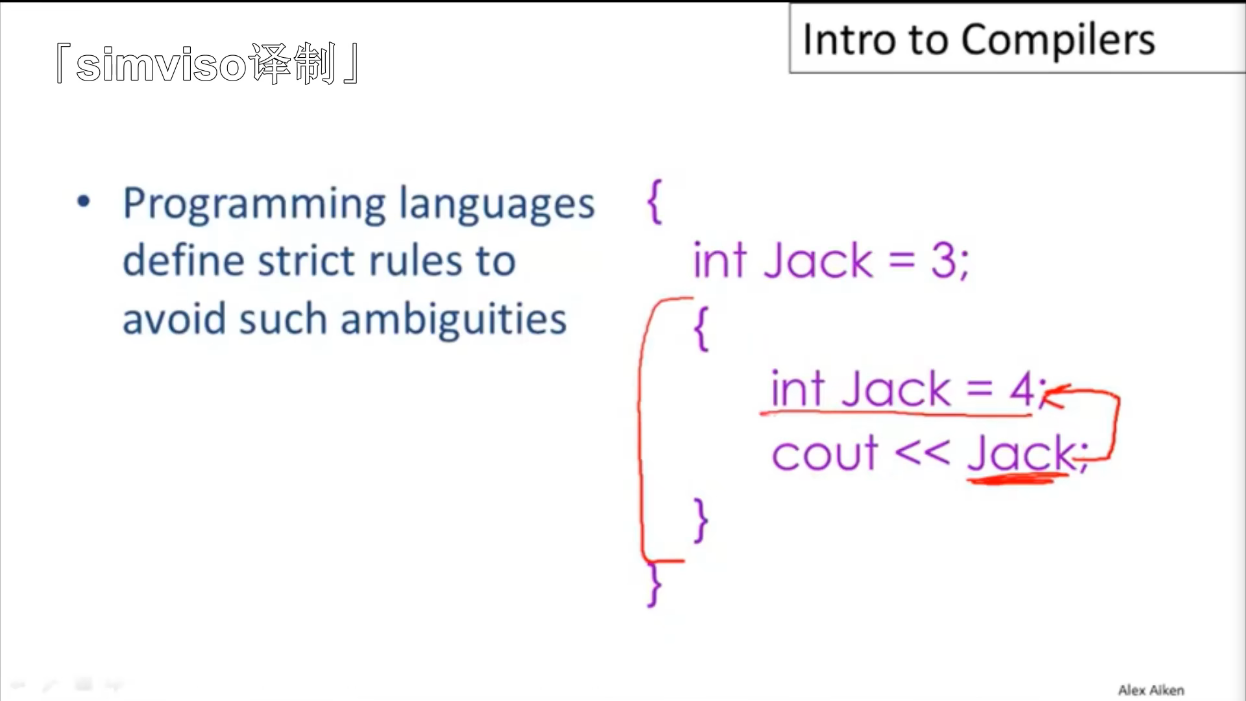 「simviso译制」
Intro to Compilers
• Programming languages
define strict rules to
avoid such ambiguities
{
int Jack = 3;
{
int Jack = 4;
cout << Jack;
}
}
Alex Aiken